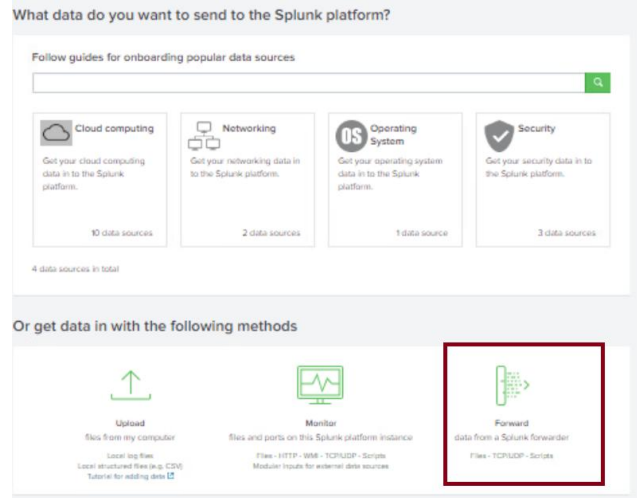 What data do you want to send to the Splunk platform?
Follow guides for onboarding popular data sources
Cloud computing
Get your cloud computing
data in to the Splunk
platform.
10 data sources
Networking
Get your networking data in
to the Splunk platform.
2 data sources
OS
Operating
System
Get your operating system
data in to the Splunk
platform.
1 data source
Security
Get your security data in to
the Splunk platform.
3 data sources
4 data sources in total
Or get data in with the following methods
Upload
files from my computer
Local log files
Local structured files (e.g. CSV)
Tutorial for adding data
Monitor
files and ports on this Splunk platform instance
Files - HTTP - WMI - TCP/UDP - Scripts
Modular inputs for external data sources
Forward
data from a Splunk forwarder
Files - TCP/UDP - Scripts